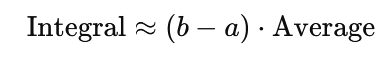 Integral ≈ (b − a) · Average